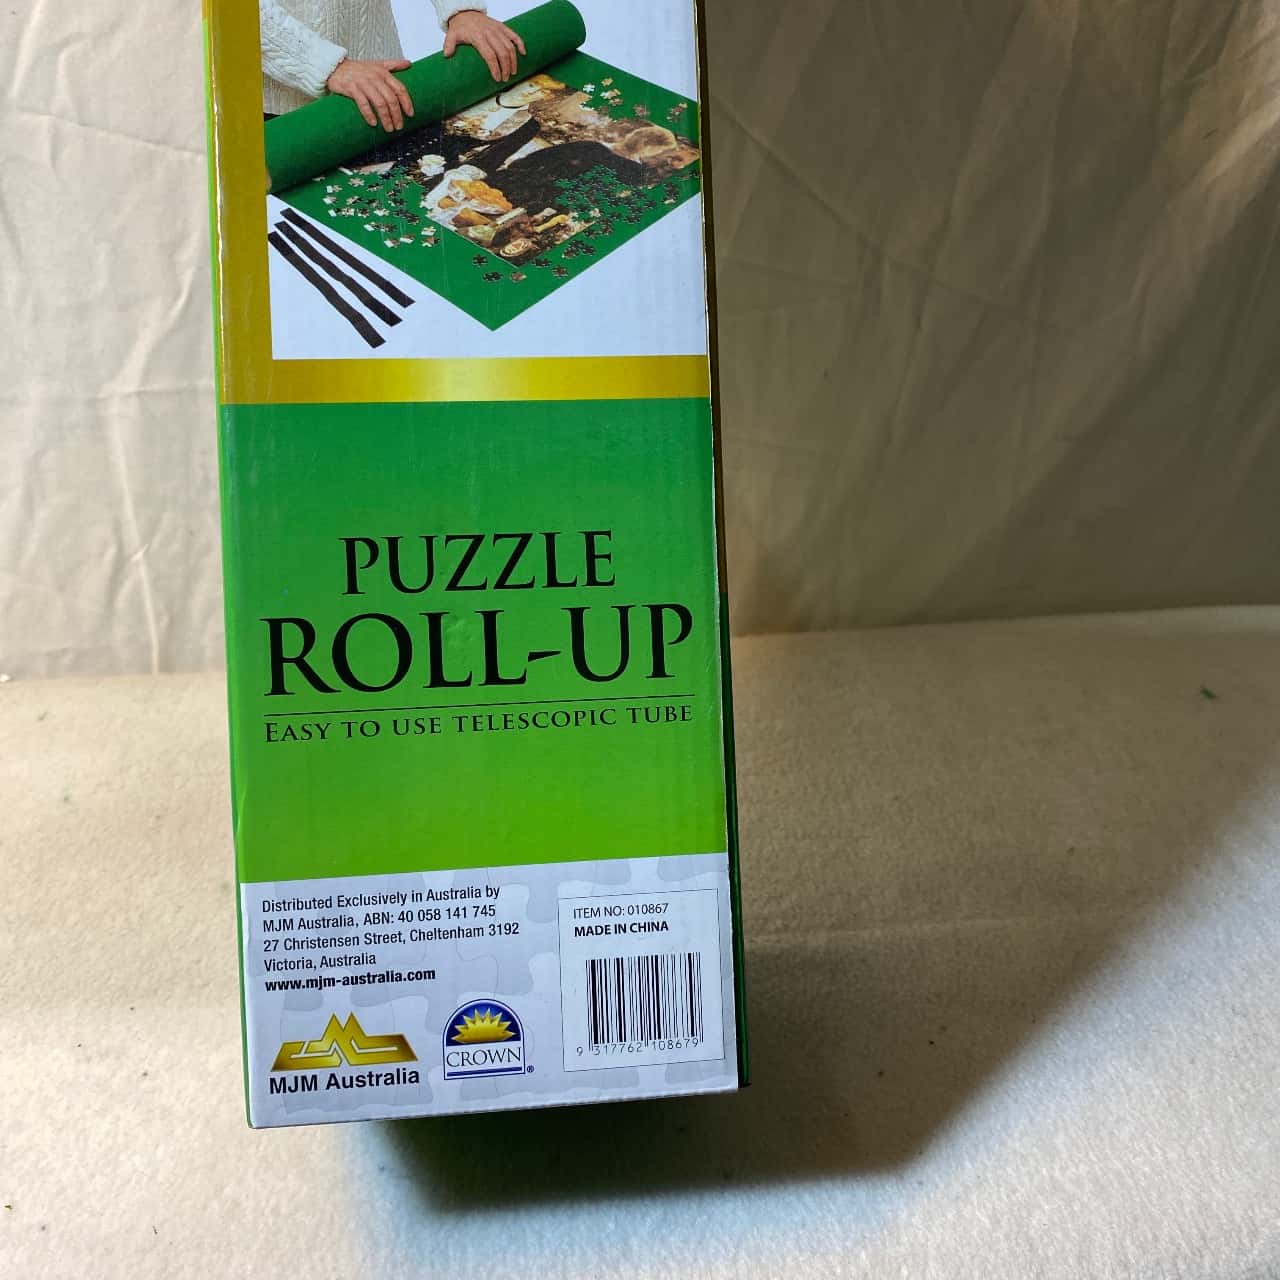 PUZZLE
ROLL-UP
EASY TO USE TELESCOPIC TUBE
Distributed Exclusively in Australia by
MJM Australia, ABN: 40 058 141 745
27 Christensen Street, Cheltenham 3192
Victoria, Australia
www.mjm-australia.com
MJM Australia
CROWN®
ITEM NO: 010867
MADE IN CHINA
9 317762 108679